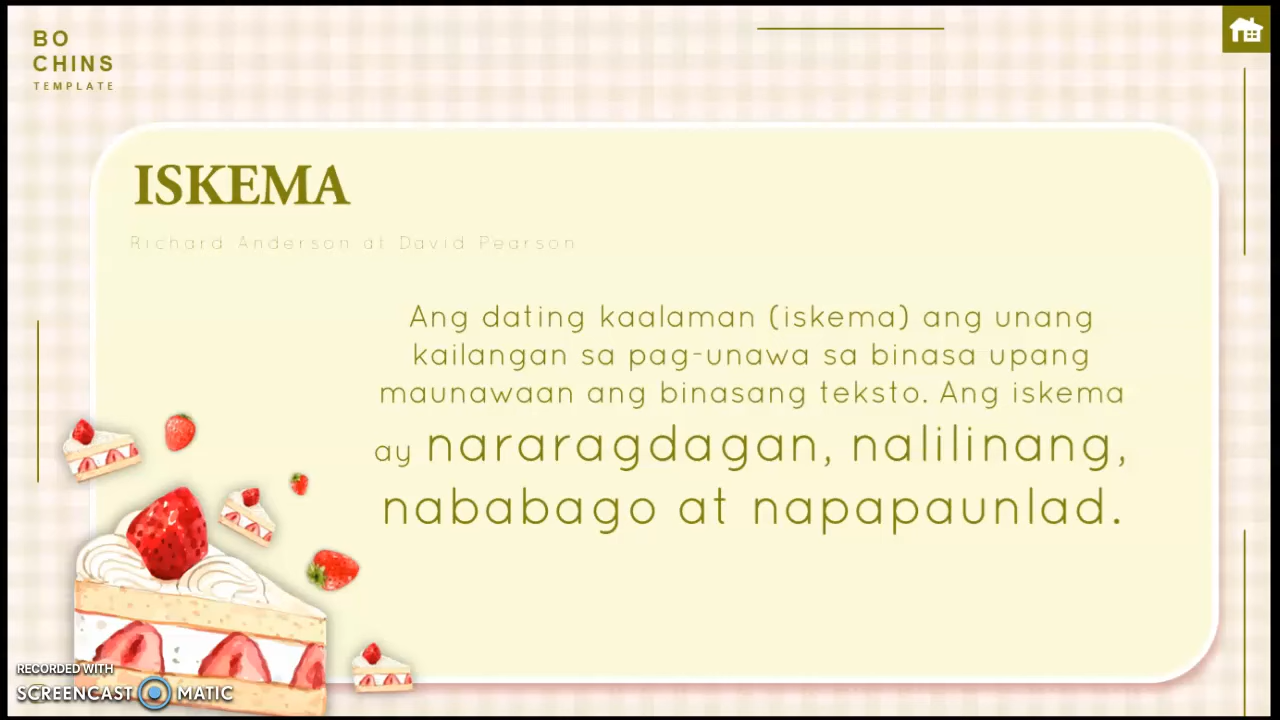 BO
CHINS
TEMPLATE
ISKEMA
Richard Anderson at David Pearson
Ang dating kaalaman (iskema) ang unang
kailangan sa pag-unawa sa binasa upang
maunawaan ang binasang teksto. Ang iskema
ay nararagdagan, nalilinang,
nababago at napapaunlad.
RECORDED WITH
SCREENCAST MATIC